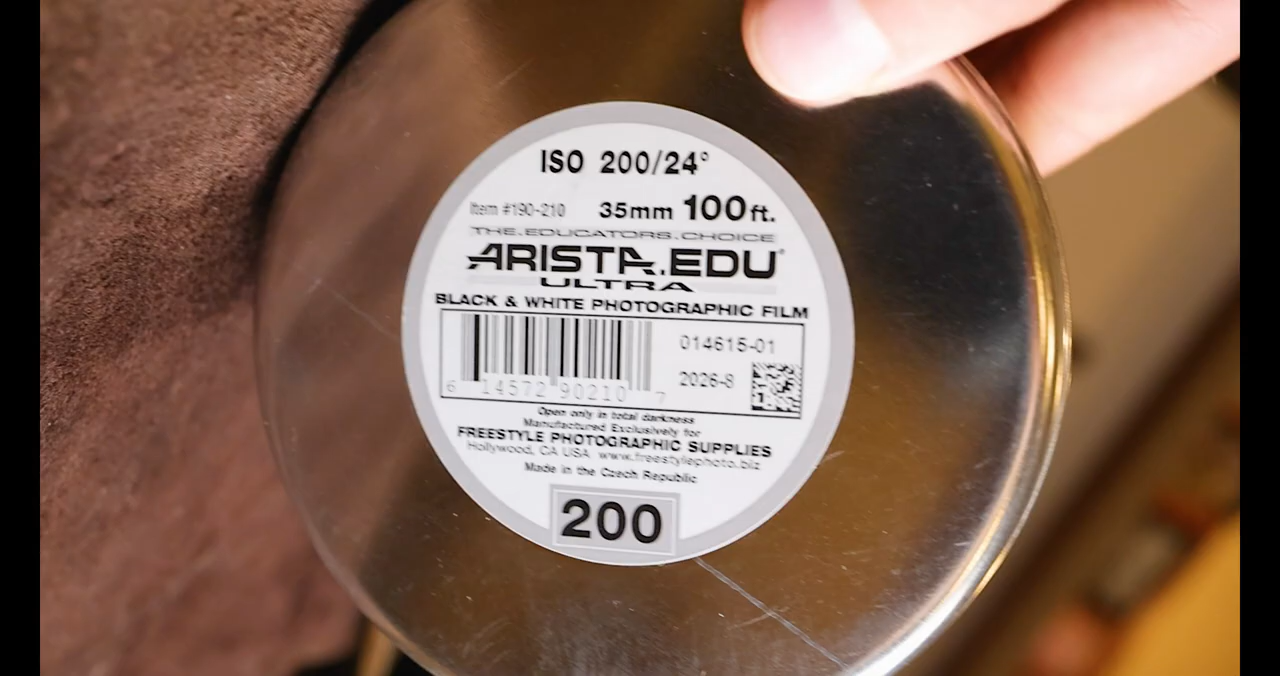 ISO 200/24°
Item #190-210 35mm 100ft.
THE.EDUCATORS.CHOICE
ARISTA.EDU®
ULTRA
BLACK & WHITE PHOTOGRAPHIC FILM
014615-01
2026-8
6 14572 90210 7
Open only in total darkness
Manufactured Exclusively for
FREESTYLE PHOTOGRAPHIC SUPPLIES
Hollywood, CA USA www.freestylephoto.biz
Made in the Czech Republic
200